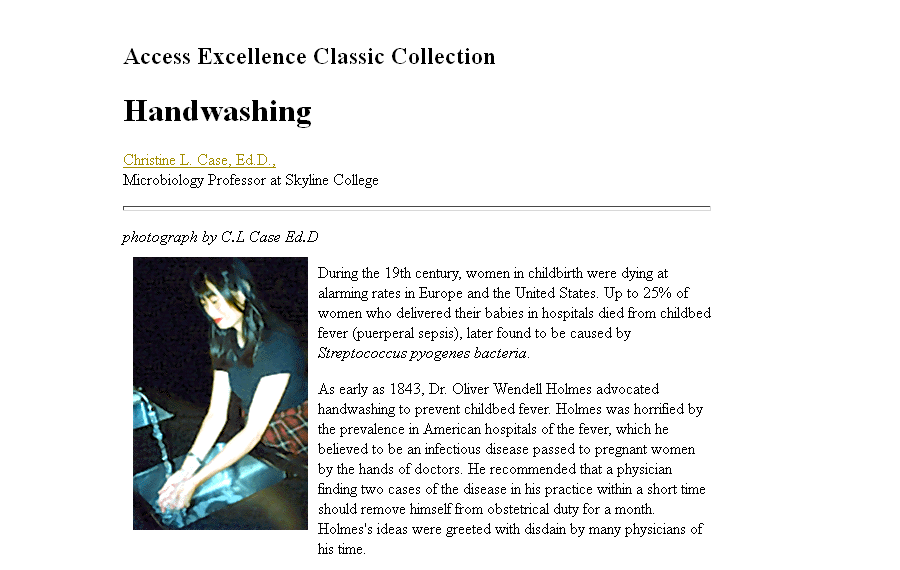 Access Excellence Classic Collection
Handwashing
Christine L. Case, Ed.D.,
Microbiology Professor at Skyline College
photograph by C.L Case Ed.D
During the 19th century, women in childbirth were dying at
alarming rates in Europe and the United States. Up to 25% of
women who delivered their babies in hospitals died from childbed
fever (puerperal sepsis), later found to be caused by
Streptococcus pyogenes bacteria.
As early as 1843, Dr. Oliver Wendell Holmes advocated
handwashing to prevent childbed fever. Holmes was horrified by
the prevalence in American hospitals of the fever, which he
believed to be an infectious disease passed to pregnant women
by the hands of doctors. He recommended that a physician
finding two cases of the disease in his practice within a short time
should remove himself from obstetrical duty for a month.
Holmes's ideas were greeted with disdain by many physicians of
his time.